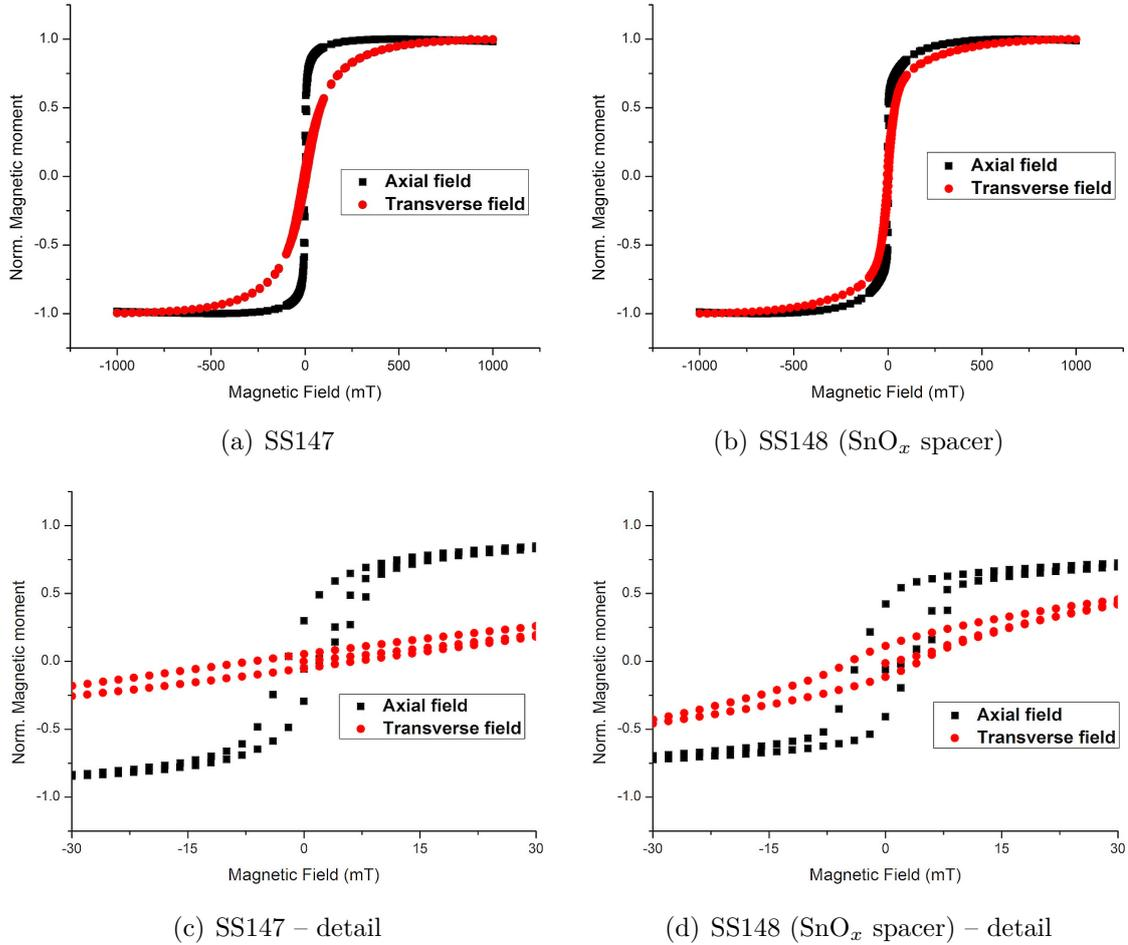 1.0
0.5
0.0
-0.5
-1.0
Norm. Magnetic moment
Axial field
Transverse field
-1000 -500 0 500 1000
Magnetic Field (mT)
(a) SS147
1.0
0.5
0.0
-0.5
-1.0
Norm. Magnetic moment
Axial field
Transverse field
-1000 -500 0 500 1000
Magnetic Field (mT)
(b) SS148 (SnOₓ spacer)
1.0
0.5
0.0
-0.5
-1.0
Norm. Magnetic moment
Axial field
Transverse field
-30 -15 0 15 30
Magnetic Field (mT)
(c) SS147 – detail
1.0
0.5
0.0
-0.5
-1.0
Norm. Magnetic moment
Axial field
Transverse field
-30 -15 0 15 30
Magnetic Field (mT)
(d) SS148 (SnOₓ spacer) – detail